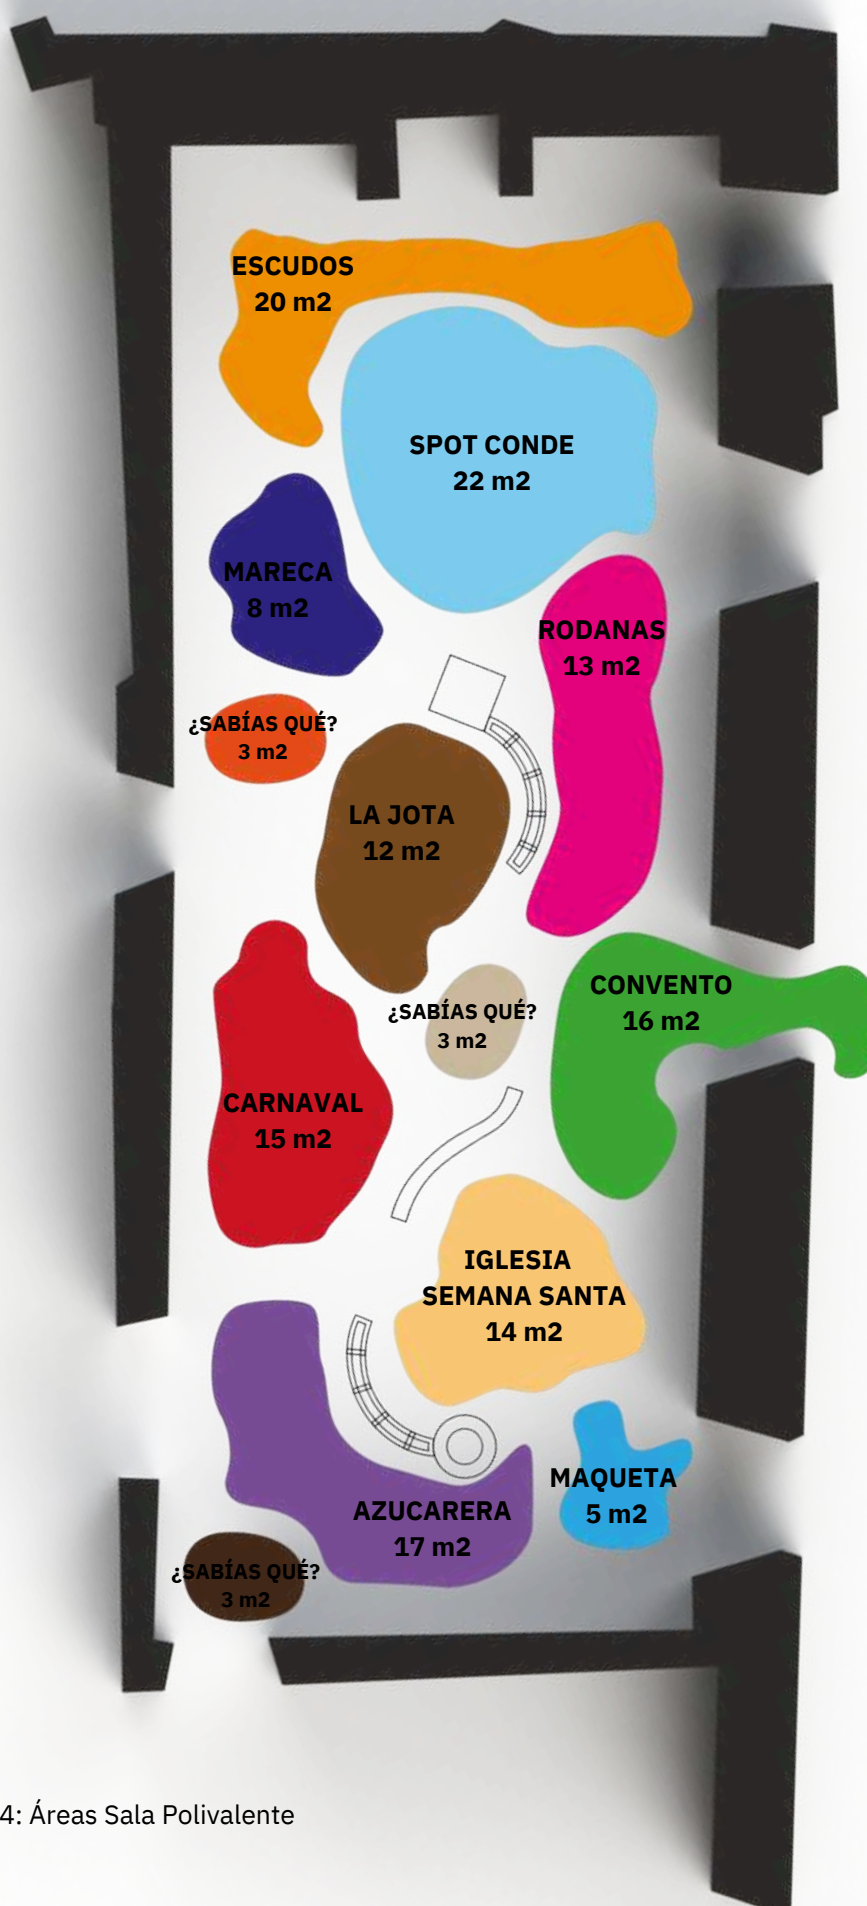 ESCUDOS
20 m2
SPOT CONDE
22 m2
MARECA
8 m2
RODANAS
13 m2
¿SABÍAS QUÉ?
3 m2
LA JOTA
12 m2
CONVENTO
16 m2
¿SABÍAS QUÉ?
3 m2
CARNAVAL
15 m2
IGLESIA
SEMANA SANTA
14 m2
MAQUETA
5 m2
AZUCARERA
17 m2
¿SABÍAS QUÉ?
3 m2
4: Áreas Sala Polivalente